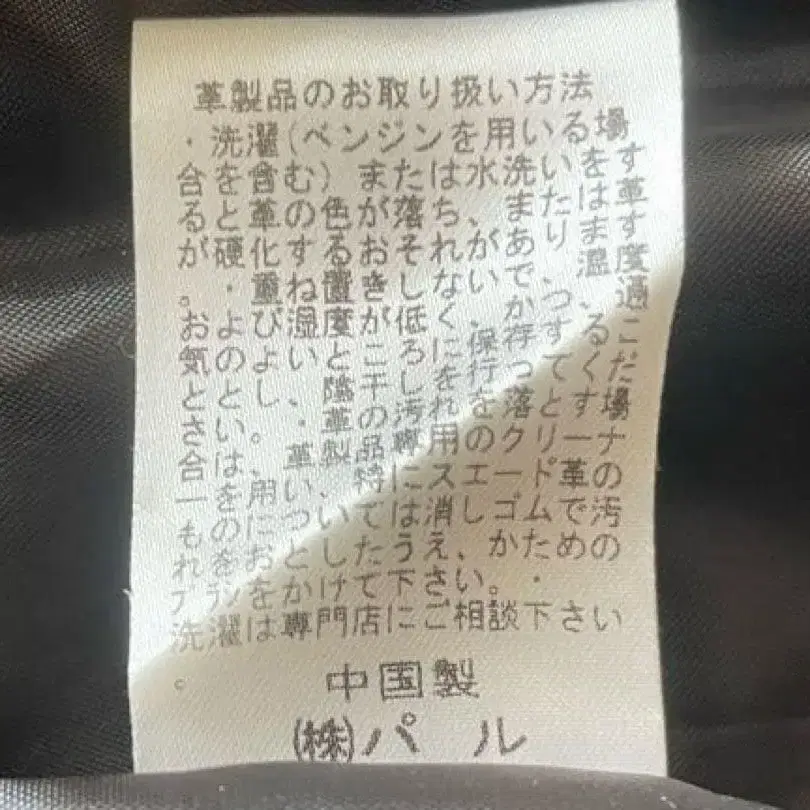 革製品のお取り扱い方法
・洗濯(ベンジンを用いる場
合を含む)または水洗いをす
ると革の色が落ち、または革
が硬化するおそれがあります
。・重ね置きしないで、温度
および湿度が低く、かつ、通
気のよいところに保存するこ
ととし、陰干しを行ってくだ
さい。・革の汚れを落とす場
合は、革製品専用のクリーナ
ーを用い、特にスエード革の
ものについては消しゴムで汚
れをおとしたうえ、かための
ブラシをかけて下さい。・
洗濯は専門店にご相談下さい
。
中国製
(株)パル